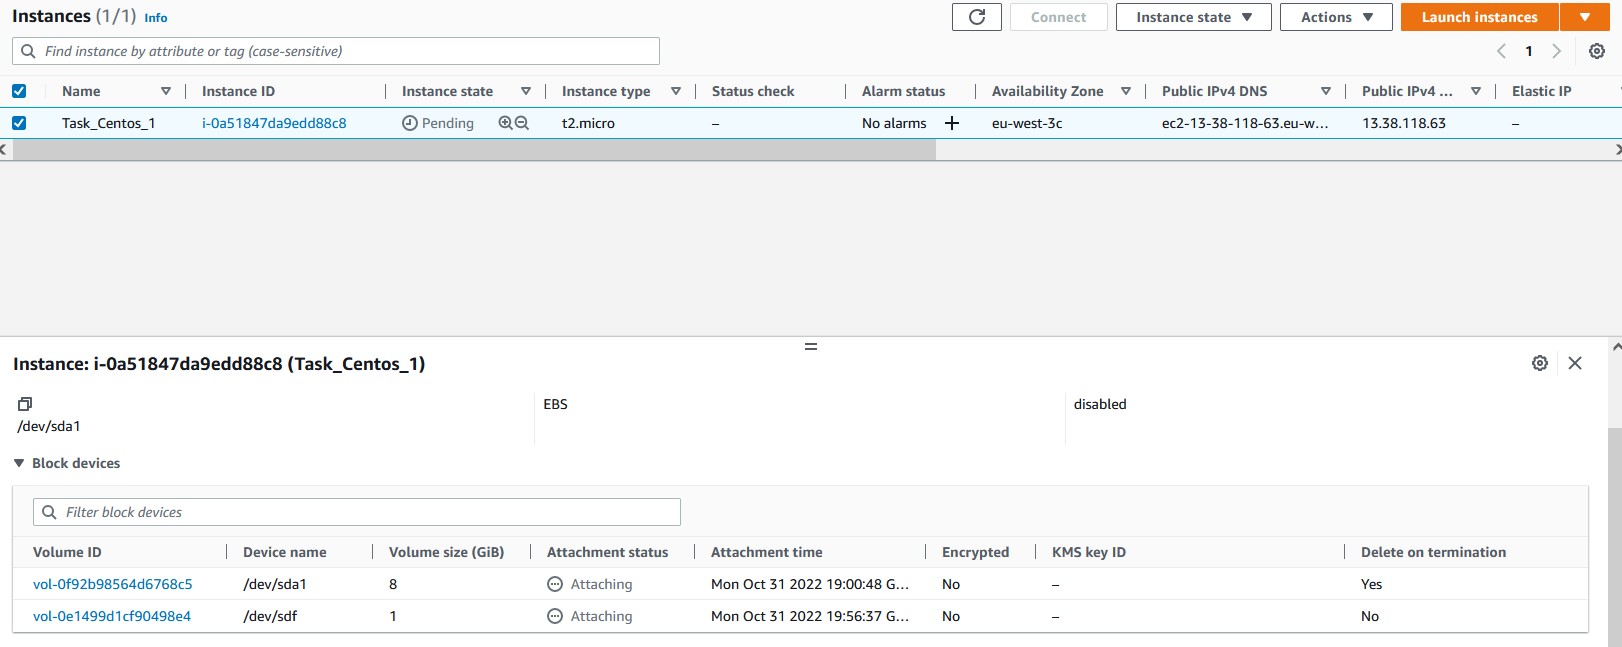 Instances (1/1) Info
Connect Instance state Actions Launch instances
Find instance by attribute or tag (case-sensitive)
1
Name Instance ID Instance state Instance type Status check Alarm status Availability Zone Public IPv4 DNS Public IPv4 ... Elastic IP
Task_Centos_1 i-0a51847da9edd88c8 Pending t2.micro – No alarms + eu-west-3c ec2-13-38-118-63.eu-w... 13.38.118.63 –
Instance: i-0a51847da9edd88c8 (Task_Centos_1)
EBS disabled
/dev/sda1
Block devices
Filter block devices
Volume ID Device name Volume size (GiB) Attachment status Attachment time Encrypted KMS key ID Delete on termination
vol-0f92b98564d6768c5 /dev/sda1 8 Attaching Mon Oct 31 2022 19:00:48 G... No – Yes
vol-0e1499d1cf90498e4 /dev/sdf 1 Attaching Mon Oct 31 2022 19:56:37 G... No – No